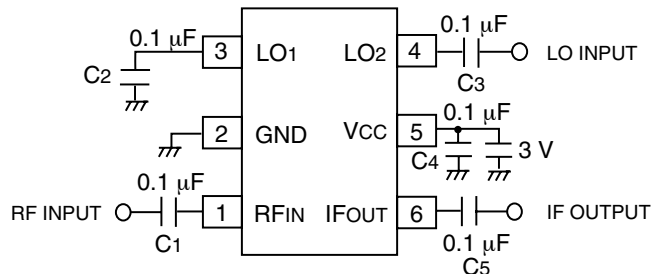 0.1 μF 3 LO1 LO2 4 0.1 μF LO INPUT
C2 C3
0.1 μF
2 GND VCC 5 C4 3 V
0.1 μF
RF INPUT 1 RFIN IFOUT 6 IF OUTPUT
C1 0.1 μF
C5